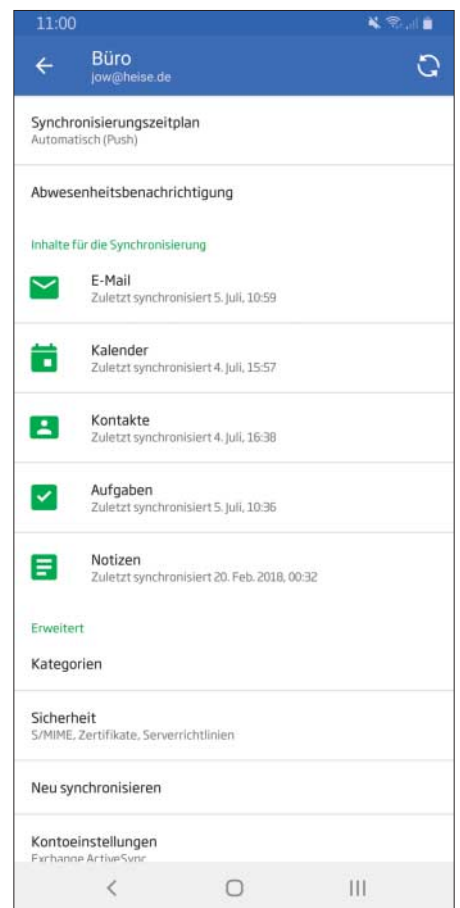 11:00
Büro
jow@heise.de
Synchronisierungszeitplan
Automatisch (Push)
Abwesenheitsbenachrichtigung
Inhalte für die Synchronisierung
E-Mail
Zuletzt synchronisiert 5. Juli, 10:59
Kalender
Zuletzt synchronisiert 4. Juli, 15:57
Kontakte
Zuletzt synchronisiert 4. Juli, 16:38
Aufgaben
Zuletzt synchronisiert 5. Juli, 10:36
Notizen
Zuletzt synchronisiert 20. Feb. 2018, 00:32
Erweitert
Kategorien
Sicherheit
S/MIME, Zertifikate, Serverrichtlinien
Neu synchronisieren
Kontoeinstellungen
Exchange ActiveSync